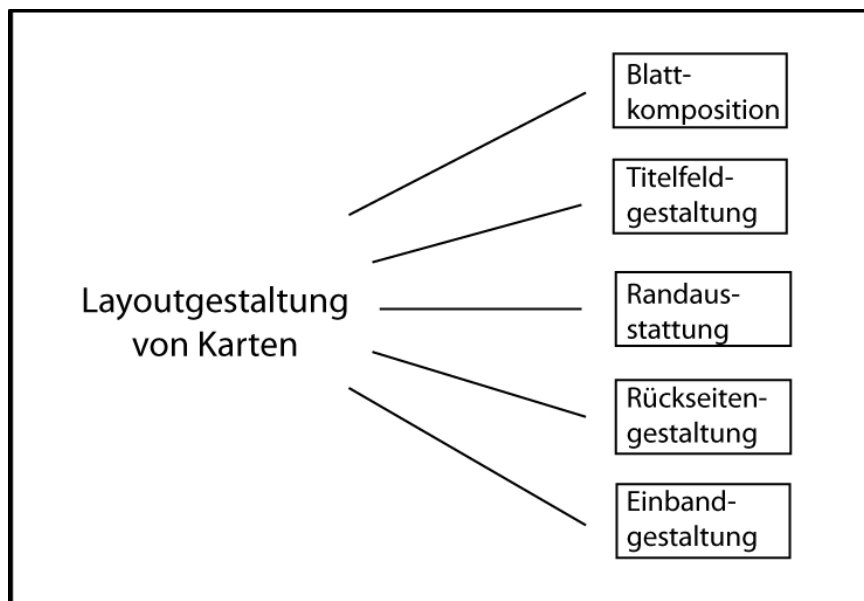 Layoutgestaltung
von Karten
Blatt-
komposition
Titelfeld-
gestaltung
Randaus-
stattung
Rückseiten-
gestaltung
Einband-
gestaltung